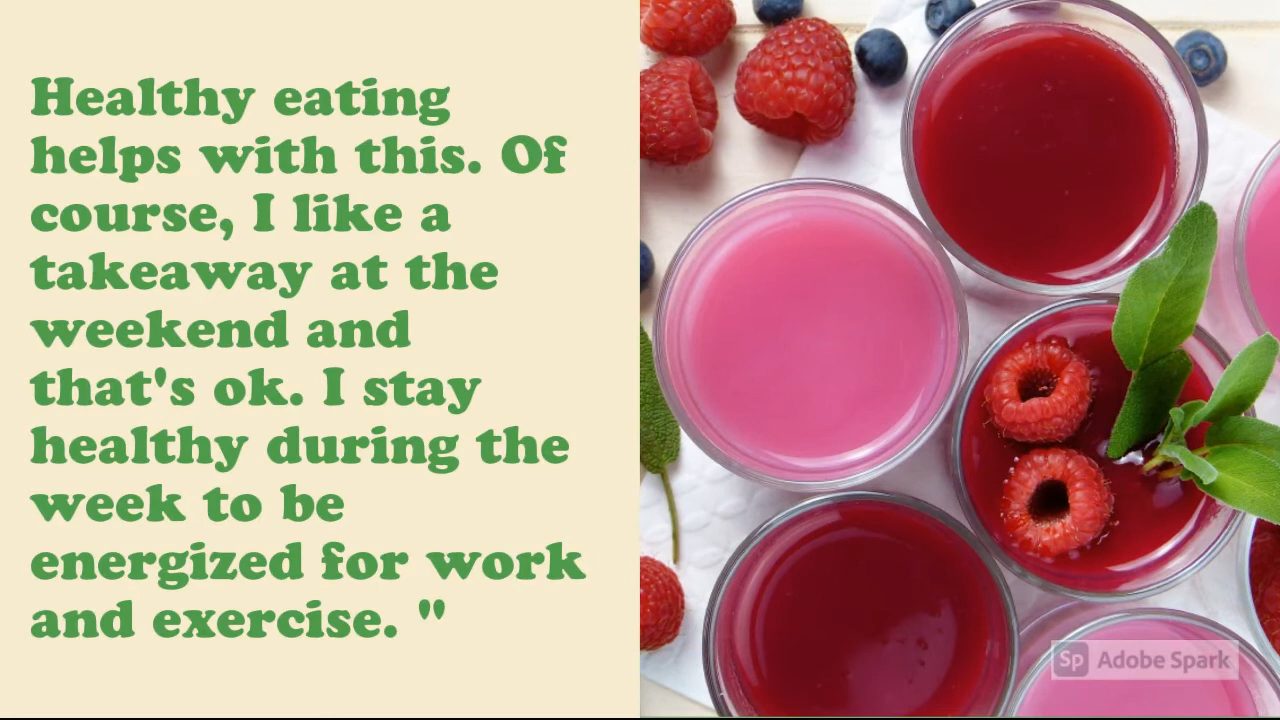 Healthy eating
helps with this. Of
course, I like a
takeaway at the
weekend and
that's ok. I stay
healthy during the
week to be
energized for work
and exercise. "
Sp Adobe Spark